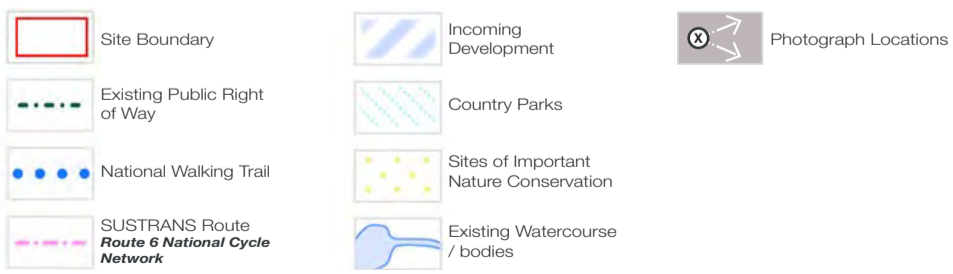 Site Boundary
Existing Public Right
of Way
National Walking Trail
SUSTRANS Route
Route 6 National Cycle
Network
Incoming
Development
Country Parks
Sites of Important
Nature Conservation
Existing Watercourse
/ bodies
X
Photograph Locations